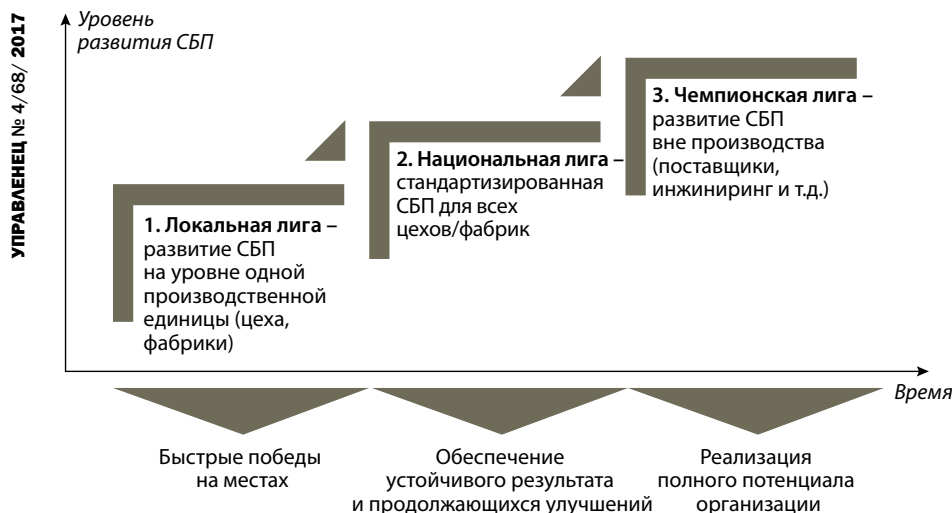 УПРАВЛЕНЕЦ № 4/68/ 2017
Уровень
развития СБП
1. Локальная лига –
развитие СБП
на уровне одной
производственной
единицы (цеха,
фабрики)
2. Национальная лига –
стандартизированная
СБП для всех
цехов/фабрик
3. Чемпионская лига –
развитие СБП
вне производства
(поставщики,
инжиниринг и т.д.)
Время
Быстрые победы
на местах
Обеспечение
устойчивого результата
и продолжающихся улучшений
Реализация
полного потенциала
организации